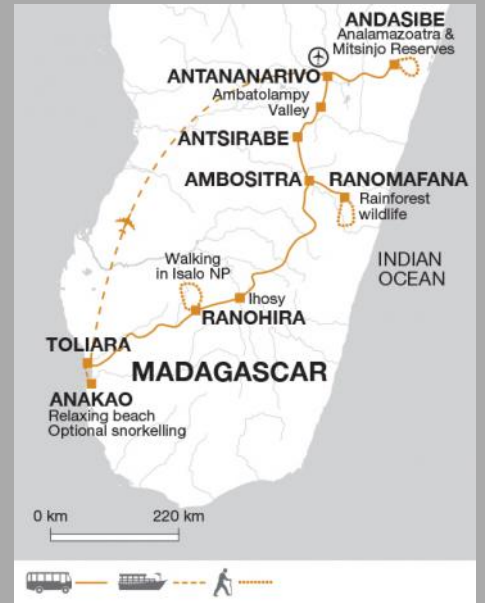 ANDASIBE
Analamazoatra &
Mitsinjo Reserves
ANTANANARIVO
Ambatolampy
Valley
ANTSIRABE
AMBOSITRA
RANOMAFANA
Rainforest
wildlife
INDIAN
OCEAN
Walking
in Isalo NP
Ihosy
RANOHIRA
TOLIARA
MADAGASCAR
ANAKAO
Relaxing beach
Optional snorkelling
0 km 220 km